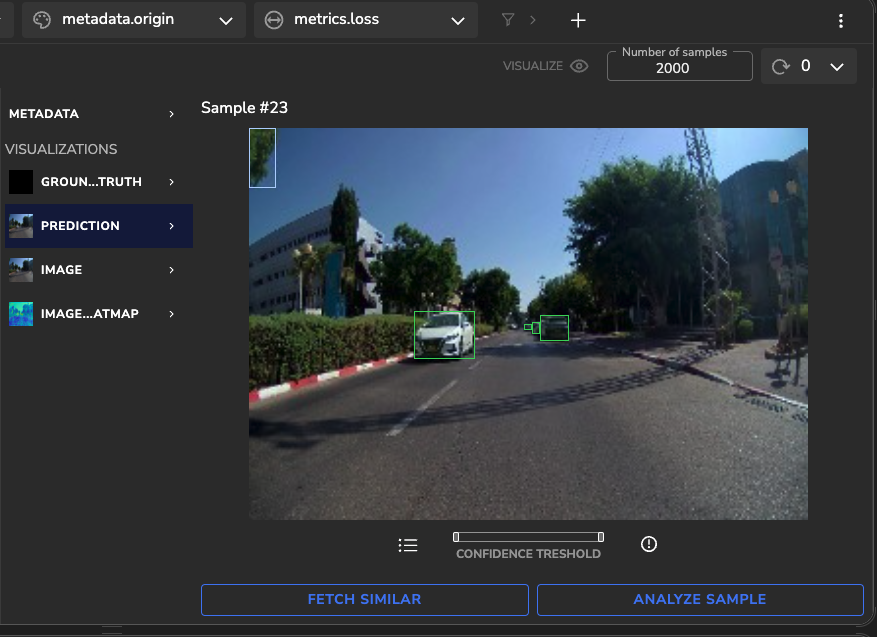 metadata.origin
metrics.loss
VISUALIZE
Number of samples
2000
0
METADATA
Sample #23
VISUALIZATIONS
GROUN...TRUTH
PREDICTION
IMAGE
IMAGE...ATMAP
CONFIDENCE TRESHOLD
FETCH SIMILAR
ANALYZE SAMPLE